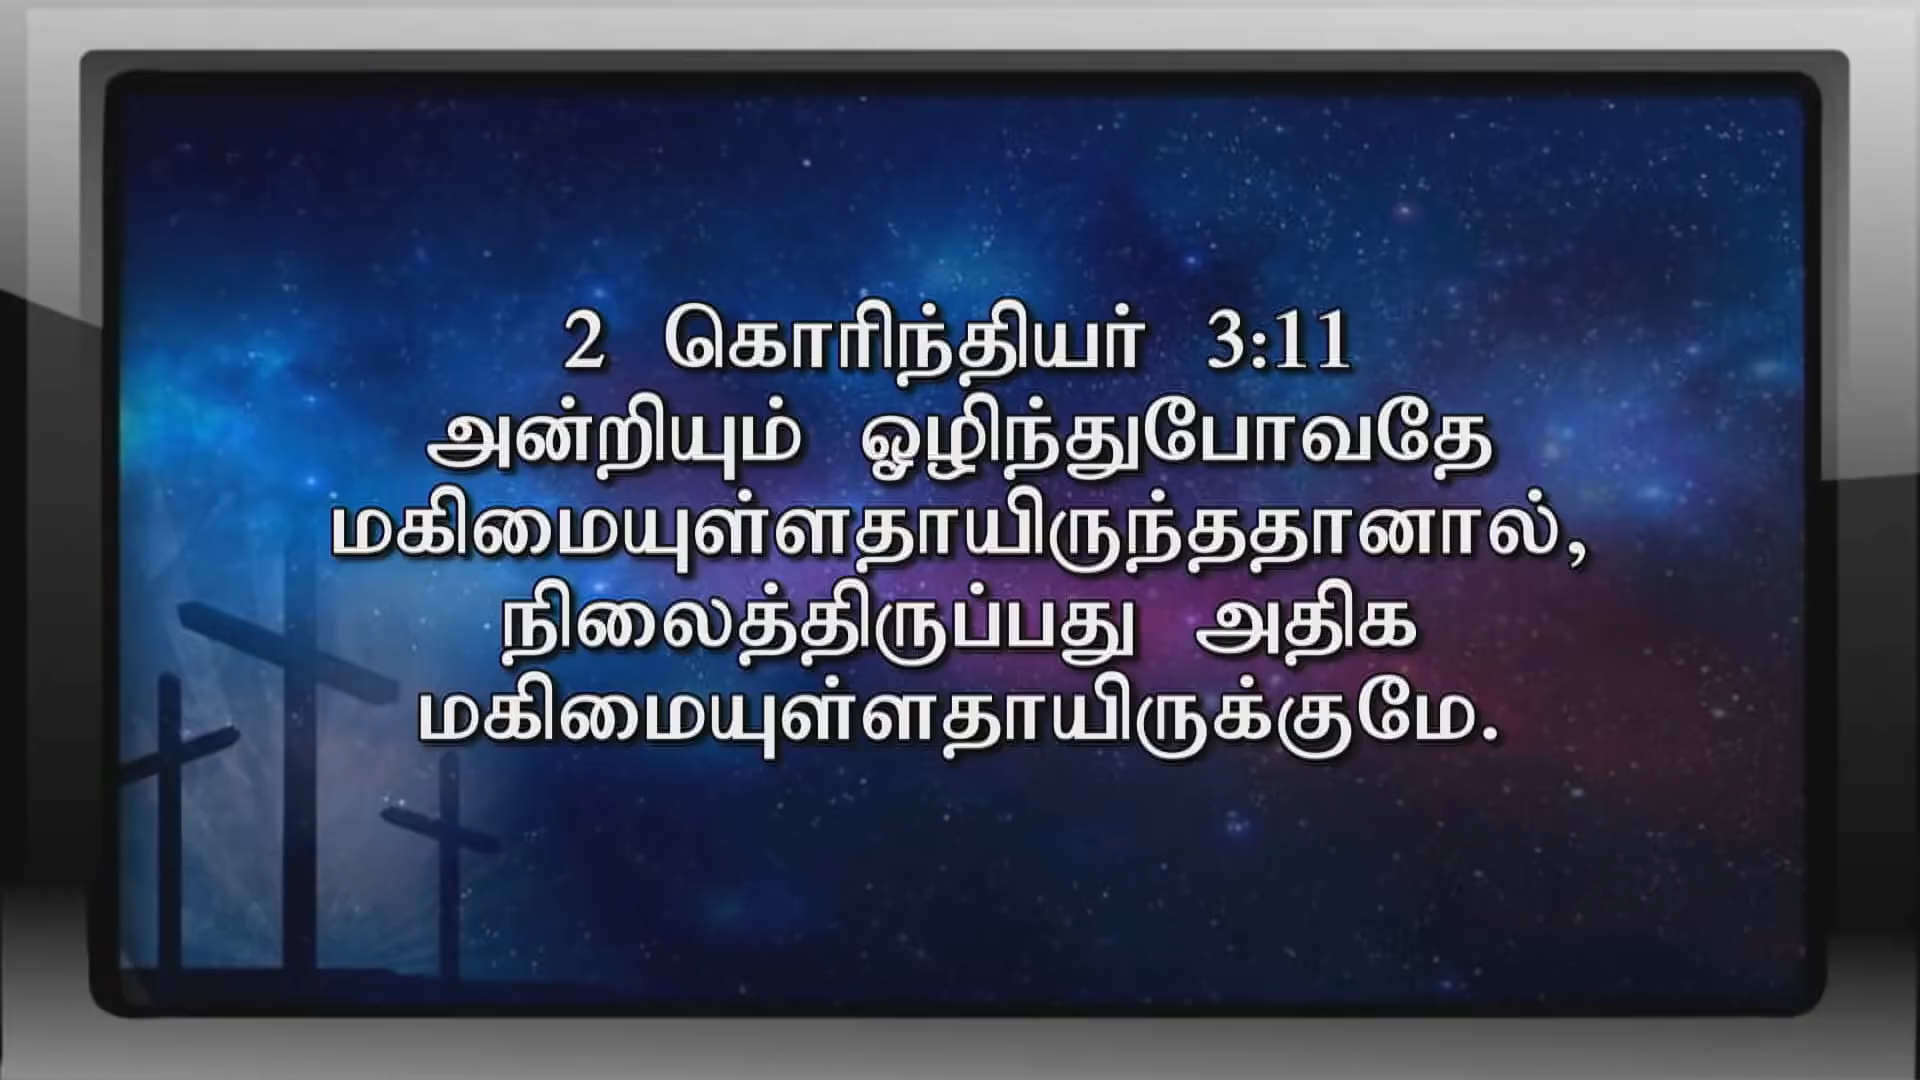 2 கொரிந்தியர் 3:11
அன்றியும் ஒழிந்துபோவதே
மகிமையுள்ளதாயிருந்ததானால்,
நிலைத்திருப்பது அதிக
மகிமையுள்ளதாயிருக்குமே.